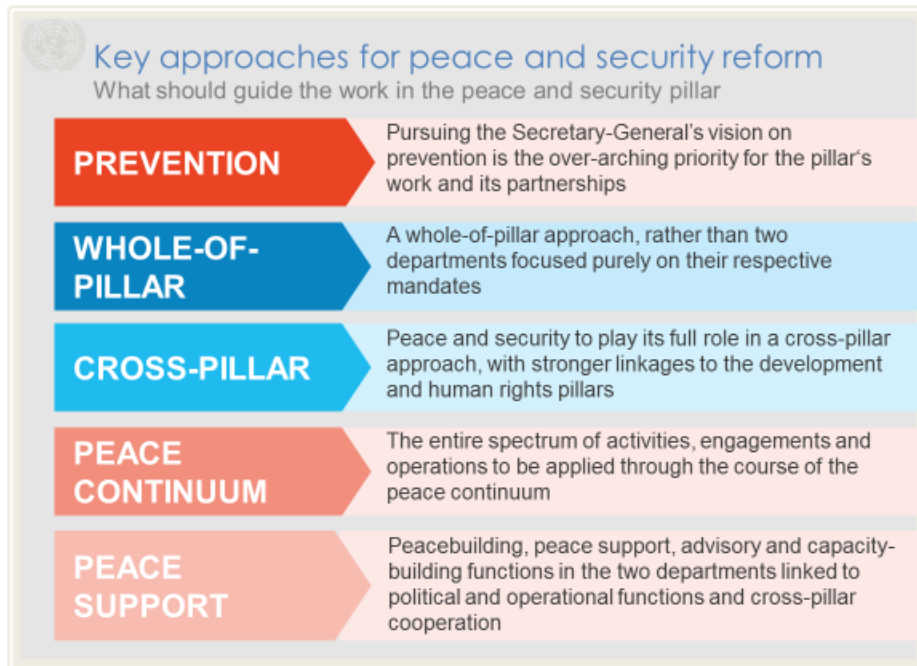 Key approaches for peace and security reform
What should guide the work in the peace and security pillar
PREVENTION
Pursuing the Secretary-General's vision on
prevention is the over-arching priority for the pillar‘s
work and its partnerships
WHOLE-OF-
PILLAR
A whole-of-pillar approach, rather than two
departments focused purely on their respective
mandates
CROSS-PILLAR
Peace and security to play its full role in a cross-pillar
approach, with stronger linkages to the development
and human rights pillars
PEACE
CONTINUUM
The entire spectrum of activities, engagements and
operations to be applied through the course of the
peace continuum
PEACE
SUPPORT
Peacebuilding, peace support, advisory and capacity-
building functions in the two departments linked to
political and operational functions and cross-pillar
cooperation